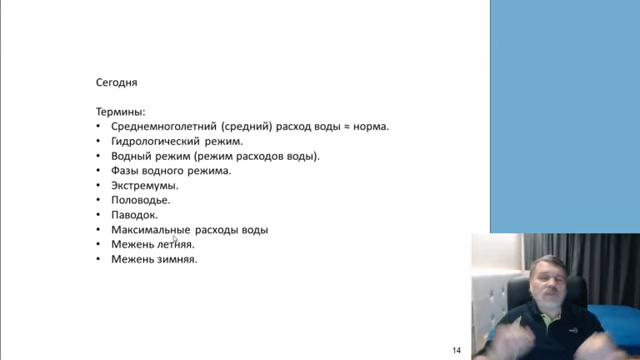 Сегодня
Термины:
• Среднемноголетний (средний) расход воды ≈ норма.
• Гидрологический режим.
• Водный режим (режим расходов воды).
• Фазы водного режима.
• Экстремумы.
• Половодье.
• Паводок.
• Максимальные расходы воды
• Межень летняя.
• Межень зимняя.
14